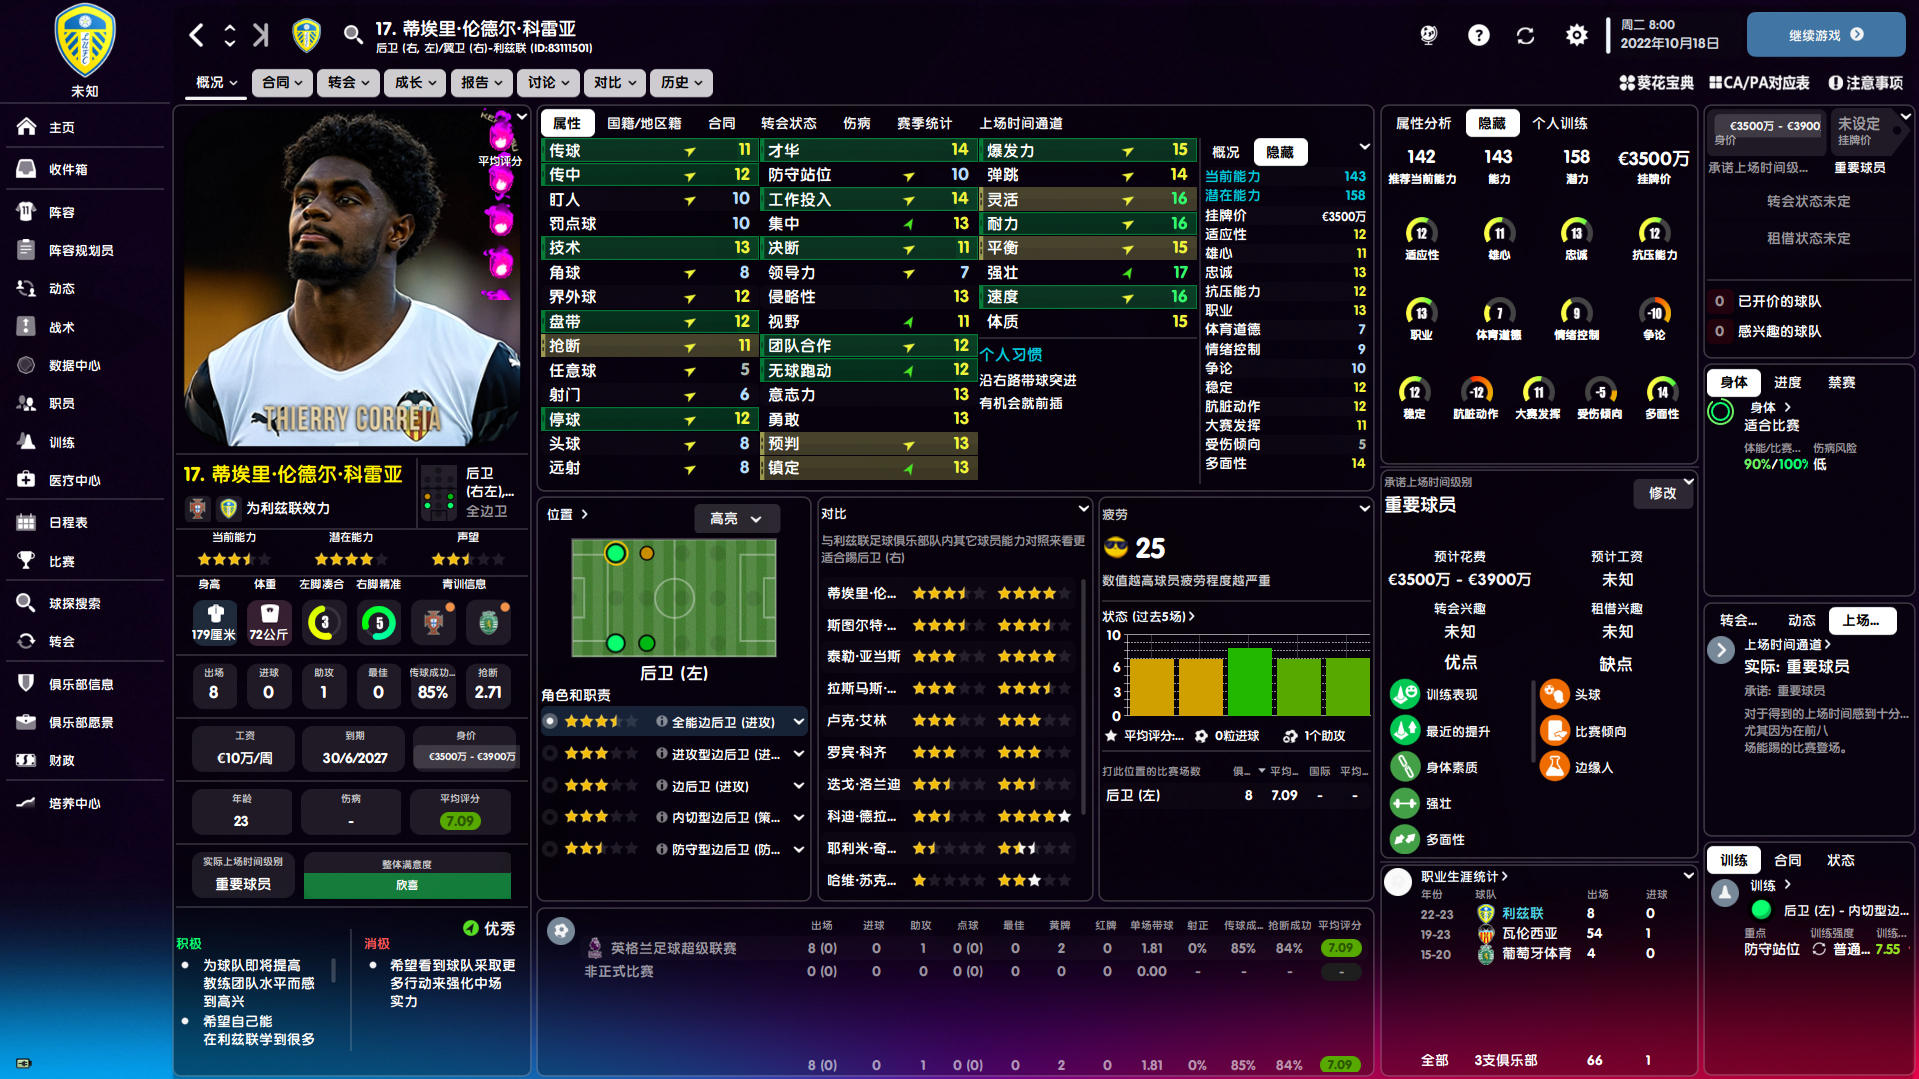 17. 蒂埃里·伦德尔·科雷亚
后卫 (右, 左)/翼卫 (右)-利兹联 (ID:83111501)
周二 8:00
2022年10月18日
继续游戏
未知
概况 合同 转会 成长 报告 讨论 对比 历史
葵花宝典 CA/PA对应表 注意事项
主页
收件箱
阵容
阵容规划员
动态
战术
数据中心
职员
训练
医疗中心
日程表
比赛
球探搜索
转会
俱乐部信息
俱乐部愿景
财政
培养中心
平均评分
THIERRY CORREIA
17. 蒂埃里·伦德尔·科雷亚
为利兹联效力
后卫
(右左),...
全边卫
当前能力 潜在能力 声望
身高 体重 左脚凑合 右脚精准 青训信息
179厘米 72公斤 3 5
出场 进球 助攻 最佳 传球成功... 抢断
8 0 1 0 85% 2.71
工资 到期 身价
€10万/周 30/6/2027 €3500万 - €3900万
年龄 伤病 平均评分
23 - 7.09
实际上场时间级别 整体满意度
重要球员 欣喜
优秀
积极 消极
为球队即将提高
教练团队水平而感
到高兴
希望自己能
在利兹联学到很多
希望看到球队采取更
多行动来强化中场
实力
属性 国籍/地区籍 合同 转会状态 伤病 赛季统计 上场时间通道
传球 11 才华 14 爆发力 15
传中 12 防守站位 10 弹跳 14
盯人 10 工作投入 14 灵活 16
罚点球 10 集中 13 耐力 16
技术 13 决断 11 平衡 15
角球 8 领导力 7 强壮 17
界外球 12 侵略性 13 速度 16
盘带 12 视野 11 体质 15
抢断 11 团队合作 12
任意球 5 无球跑动 12
射门 6 意志力 13
停球 12 勇敢 13
头球 8 预判 13
远射 8 镇定 13
个人习惯
沿右路带球突进
有机会就前插
概况 隐藏
当前能力 143
潜在能力 158
挂牌价 €3500万
适应性 12
雄心 11
忠诚 13
抗压能力 12
职业 13
体育道德 7
情绪控制 9
争论 10
稳定 12
肮脏动作 12
大赛发挥 11
受伤倾向 5
多面性 14
位置 高亮
后卫 (左)
角色和职责
全能边后卫 (进攻)
进攻型边后卫 (进...
边后卫 (进攻)
内切型边后卫 (策...
防守型边后卫 (防...
对比
与利兹联足球俱乐部队内其它球员能力对照来看更
适合踢后卫 (右)
蒂埃里·伦...
斯图尔特·...
泰勒·亚当斯
拉斯马斯·...
卢克·艾林
罗宾·科齐
迭戈·洛兰迪
科迪·德拉...
耶利米·奇...
哈维·苏克...
疲劳
25
数值越高球员疲劳程度越严重
状态 (过去5场)
10
6
3
0
平均评分:... 0粒进球 1个助攻
打此位置的比赛场数 俱... 平均... 国际 平均...
后卫 (左) 8 7.09 - -
出场 进球 助攻 点球 最佳 黄牌 红牌 单场带球 射正 传球成... 抢断成功 平均评分
英格兰足球超级联赛 8 (0) 0 1 0 (0) 0 2 0 1.81 0% 85% 84% 7.09
非正式比赛 0 (0) 0 0 0 (0) 0 0 0 0.00 - - - -
8 (0) 0 1 0 (0) 0 2 0 1.81 0% 85% 84% 7.09
属性分析 隐藏 个人训练
142 143 158 €3500万
推荐当前能力 能力 潜力 挂牌价
12 11 13 12
适应性 雄心 忠诚 抗压能力
13 7 9 -10
职业 体育道德 情绪控制 争论
12 -12 11 -5 14
稳定 肮脏动作 大赛发挥 受伤倾向 多面性
承诺上场时间级别
重要球员 修改
预计花费 预计工资
€3500万 - €3900万 未知
转会兴趣 租借兴趣
未知 未知
优点 缺点
训练表现 头球
最近的提升 比赛倾向
身体素质 边缘人
强壮
多面性
职业生涯统计
年份 球队 出场 进球
22-23 利兹联 8 0
19-23 瓦伦西亚 54 1
15-20 葡萄牙体育 4 0
全部 3支俱乐部 66 1
€3500万 - €3900
身价
未设定
挂牌价
承诺上场时间级... 重要球员
转会状态未定
租借状态未定
0 已开价的球队
0 感兴趣的球队
身体 进度 禁赛
身体
适合比赛
体能/比赛... 伤病风险
90%/100% 低
转会... 动态 上场...
上场时间通道
实际: 重要球员
承诺: 重要球员
对于得到的上场时间感到十分...
尤其因为在前八
场能踢的比赛登场。
训练 合同 状态
训练
后卫 (左) - 内切型边...
重点 训练强度 训练...
防守站位 普通... 7.55